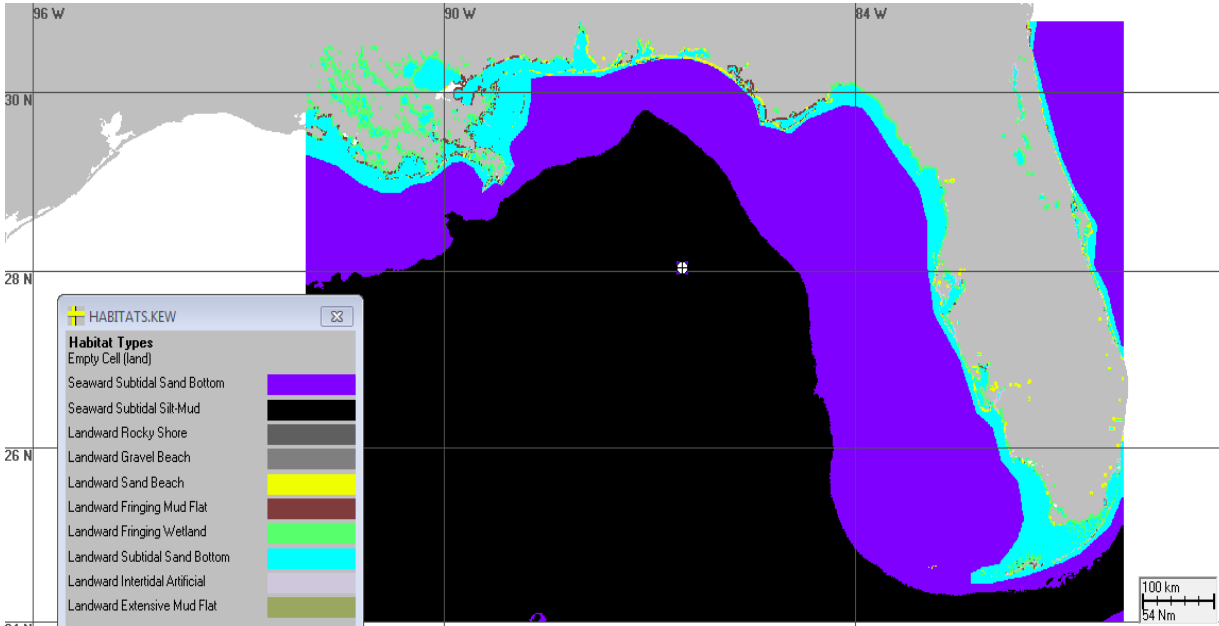 96 W
90 W
84 W
30 N
28 N
26 N
HABITATS.KEW
Habitat Types
Empty Cell (land)
Seaward Subtidal Sand Bottom
Seaward Subtidal Silt-Mud
Landward Rocky Shore
Landward Gravel Beach
Landward Sand Beach
Landward Fringing Mud Flat
Landward Fringing Wetland
Landward Subtidal Sand Bottom
Landward Intertidal Artificial
Landward Extensive Mud Flat
100 km
54 Nm